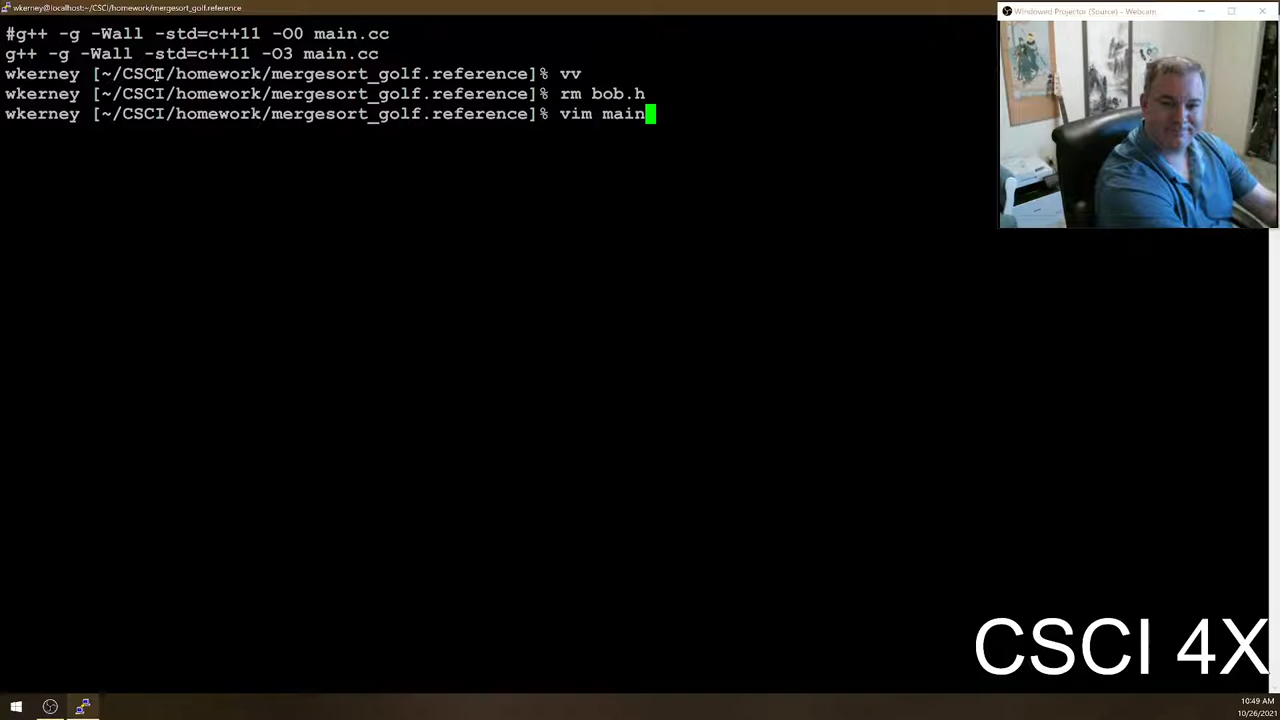 wkerney@localhost:~/CSCI/homework/mergesort_golf.reference
Windowed Projector (Source) - Webcam
#g++ -g -Wall -std=c++11 -O0 main.cc
g++ -g -Wall -std=c++11 -O3 main.cc
wkerney [~/CSCI/homework/mergesort_golf.reference]% vv
wkerney [~/CSCI/homework/mergesort_golf.reference]% rm bob.h
wkerney [~/CSCI/homework/mergesort_golf.reference]% vim main
CSCI 4X
10:49 AM
10/26/2021